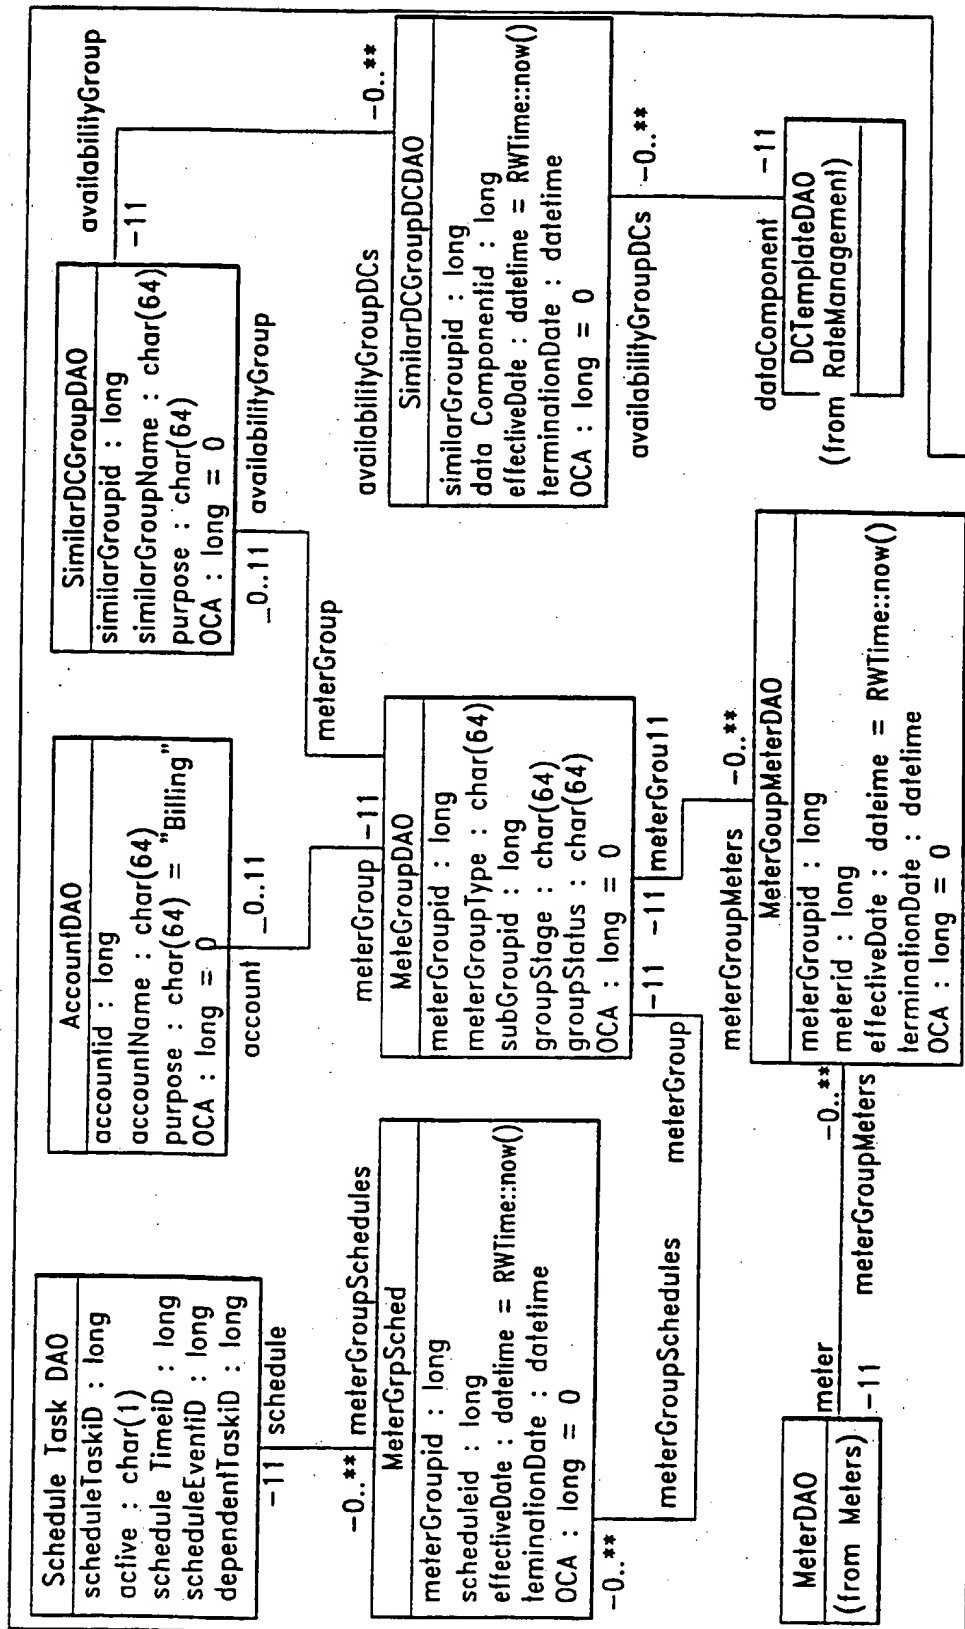 Schedule Task DAO
scheduleTaskiD : long
active : char(1)
schedule TimeiD : long
scheduleEventiD : long
dependentTaskiD : long
-11 schedule
-0..** meterGroupSchedules
MeterGrpSched
meterGroupid : long
scheduleid : long
effectiveDate : datetime = RWTime::now()
teminationDate : datetime
OCA : long = 0
-0..**
meterGroupSchedules
meterGroup
AccountDAO
accountid : long
accountName : char(64)
purpose : char(64) = "Billing"
OCA : long = 0
account
_0..11
meterGroup
-11
MeteGroupDAO
meterGroupid : long
meterGroupType : char(64)
subGroupid : long
groupStage : char(64)
groupStatus : char(64)
OCA : long = 0
-11
-11
meterGrou11
SimilarDCGroupDAO
similarGroupid : long
similarGroupName : char(64)
purpose : char(64)
OCA : long = 0
_0..11
availabilityGroup
meterGroup
-11
availabilityGroup
availabilityGroupDCs
-0..**
SimilarDCGroupDCDAO
similarGroupid : long
data Componentid : long
effectiveDate : datetime = RWTime::now()
terminationDate : datetime
OCA : long = 0
availabilityGroupDCs
-0..**
dataComponent
-11
DCTemplateDAO
(from RateManagement)
meterGroupMeters
-0..**
MeterGoupMeterDAO
meterGroupid : long
meterid : long
effectiveDate : dateime = RWTime::now()
terminationDate : datetime
OCA : long = 0
-0..**
meterGroupMeters
meter
-11
MeterDAO
(from Meters)